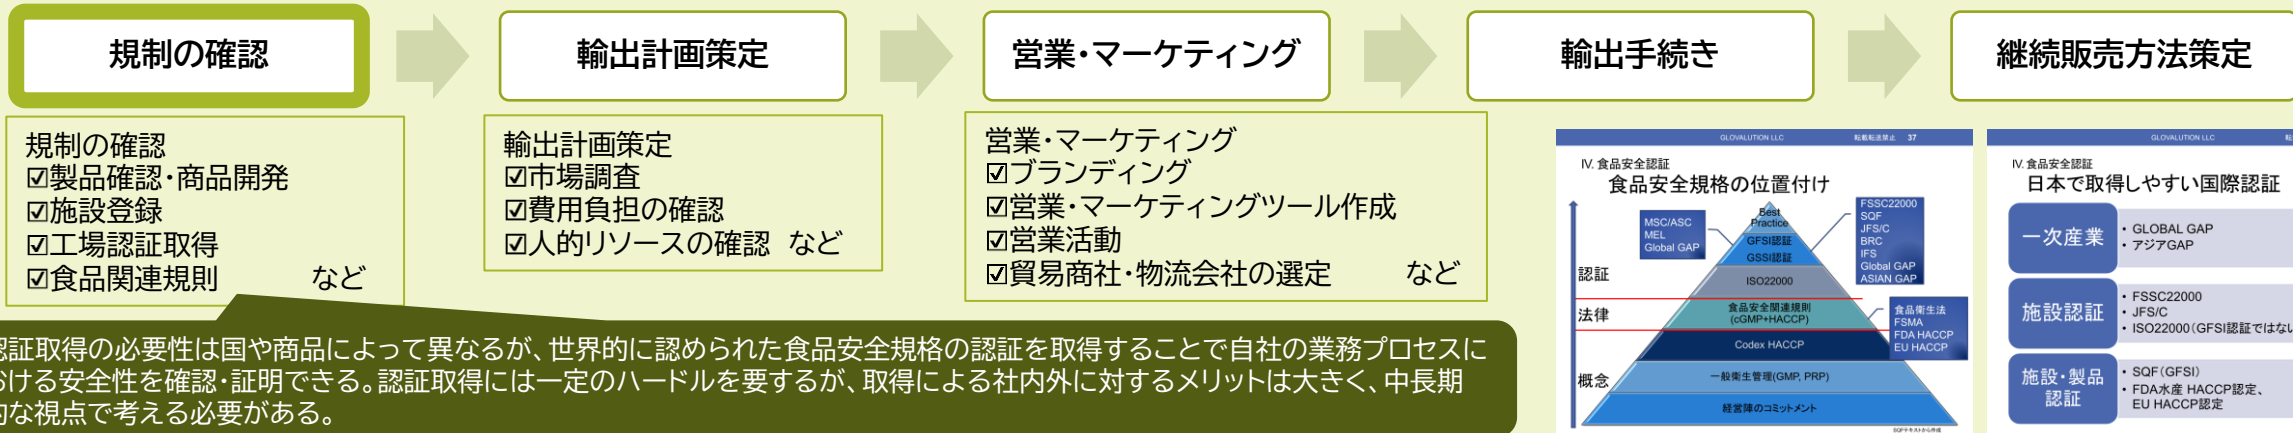 規制の確認
輸出計画策定
営業・マーケティング
輸出手続き
継続販売方法策定
規制の確認
☑製品確認・商品開発
☑施設登録
☑工場認証取得
☑食品関連規則 など
輸出計画策定
☑市場調査
☑費用負担の確認
☑人的リソースの確認 など
営業・マーケティング
☑ブランディング
☑営業・マーケティングツール作成
☑営業活動
☑貿易商社・物流会社の選定 など
認証取得の必要性は国や商品によって異なるが、世界的に認められた食品安全規格の認証を取得することで自社の業務プロセスに
おける安全性を確認・証明できる。認証取得には一定のハードルを要するが、取得による社内外に対するメリットは大きく、中長期
的な視点で考える必要がある。
GLOVALUTION LLC 転載転送禁止 37
Ⅳ. 食品安全認証
食品安全規格の位置付け
MSC/ASC
MEL
Global GAP
Best
Practice
GFSI認証
GSSI認証
ISO22000
食品安全関連規則
(cGMP+HACCP)
Codex HACCP
一般衛生管理(GMP, PRP)
経営陣のコミットメント
FSSC22000
SQF
JFS/C
BRC
IFS
Global GAP
ASIAN GAP
食品衛生法
FSMA
FDA HACCP
EU HACCP
認証
法律
概念
SQFテキストから作成
GLOVALUTION LLC
Ⅳ. 食品安全認証
日本で取得しやすい国際認証
一次産業
・GLOBAL GAP
・アジアGAP
施設認証
・FSSC22000
・JFS/C
・ISO22000(GFSI認証ではない
施設・製品
認証
・SQF(GFSI)
・FDA水産 HACCP認定、
EU HACCP認定